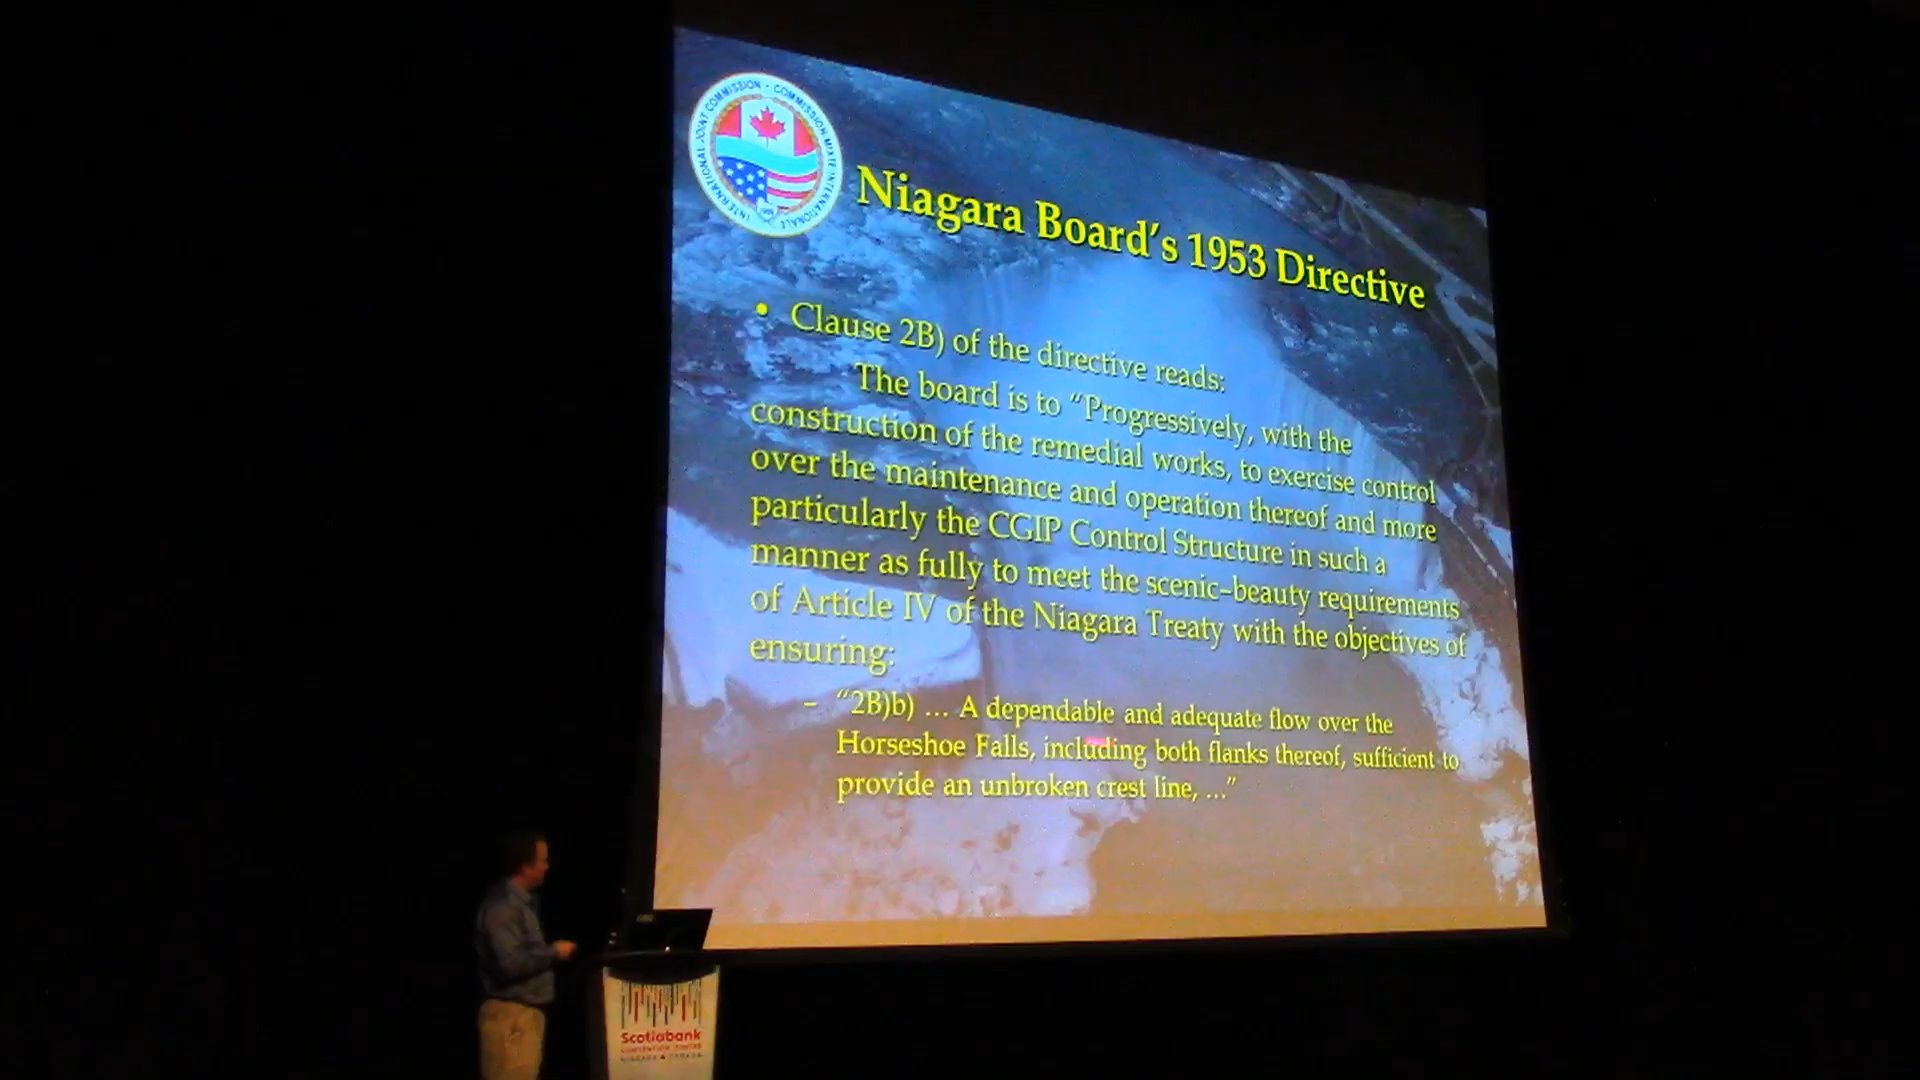 INTERNATIONAL JOINT COMMISSION • COMMISSION MIXTE INTERNATIONALE
Niagara Board's 1953 Directive
• Clause 2B) of the directive reads:
The board is to “Progressively, with the
construction of the remedial works, to exercise control
over the maintenance and operation thereof and more
particularly the CGIP Control Structure in such a
manner as fully to meet the scenic–beauty requirements
of Article IV of the Niagara Treaty with the objectives of
ensuring:
– “2B)b) … A dependable and adequate flow over the
Horseshoe Falls, including both flanks thereof, sufficient to
provide an unbroken crest line, …”
Scotiabank
CONVENTION CENTRE
NIAGARA CANADA